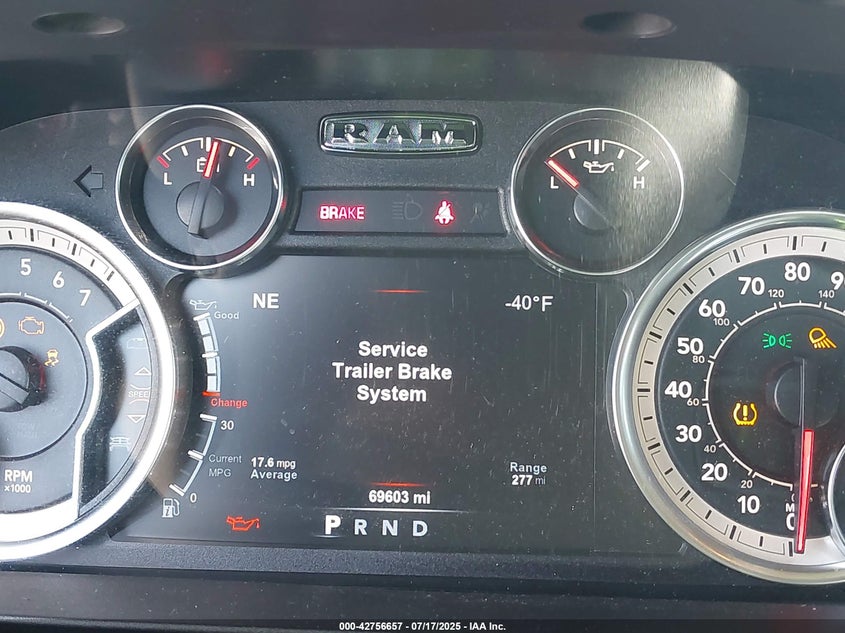 RAM
L H
L H
BRAKE
5 6 7
RPM
x1000
NE
-40°F
Good
Change
Service
Trailer Brake
System
30
Current
MPG
0
17.6 mpg
Average
Range
277 mi
69603 mi
P R N D
SPEED
80
70
60
50
40
30
20
10
0
140
120
100
80
60
40
20
000-42756657 - 07/17/2025 - IAA Inc.